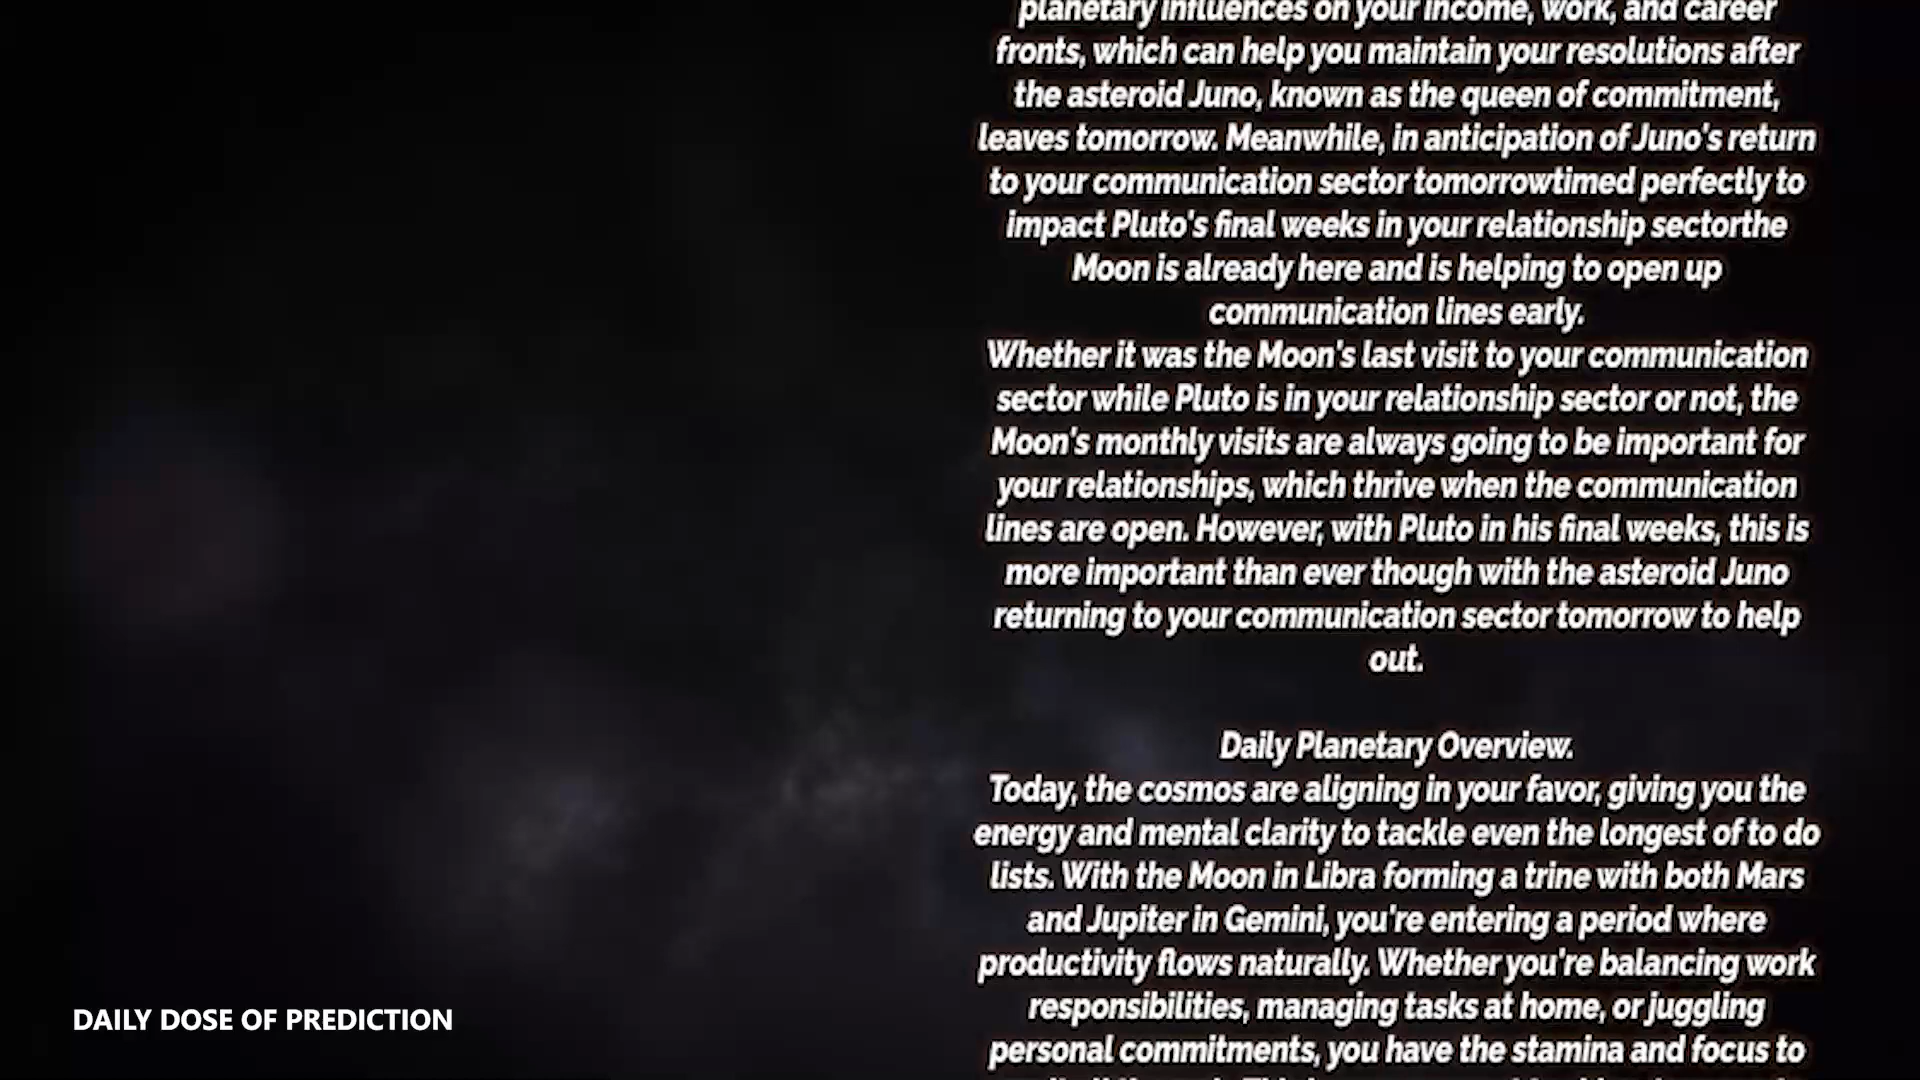 planetary influences on your income, work, and career
fronts, which can help you maintain your resolutions after
the asteroid Juno, known as the queen of commitment,
leaves tomorrow. Meanwhile, in anticipation of Juno's return
to your communication sector tomorrowtimed perfectly to
impact Pluto's final weeks in your relationship sectorthe
Moon is already here and is helping to open up
communication lines early.
Whether it was the Moon's last visit to your communication
sector while Pluto is in your relationship sector or not, the
Moon's monthly visits are always going to be important for
your relationships, which thrive when the communication
lines are open. However, with Pluto in his final weeks, this is
more important than ever though with the asteroid Juno
returning to your communication sector tomorrow to help
out.
Daily Planetary Overview.
Today, the cosmos are aligning in your favor, giving you the
energy and mental clarity to tackle even the longest of to do
lists. With the Moon in Libra forming a trine with both Mars
and Jupiter in Gemini, you're entering a period where
productivity flows naturally. Whether you're balancing work
responsibilities, managing tasks at home, or juggling
personal commitments, you have the stamina and focus to
DAILY DOSE OF PREDICTION